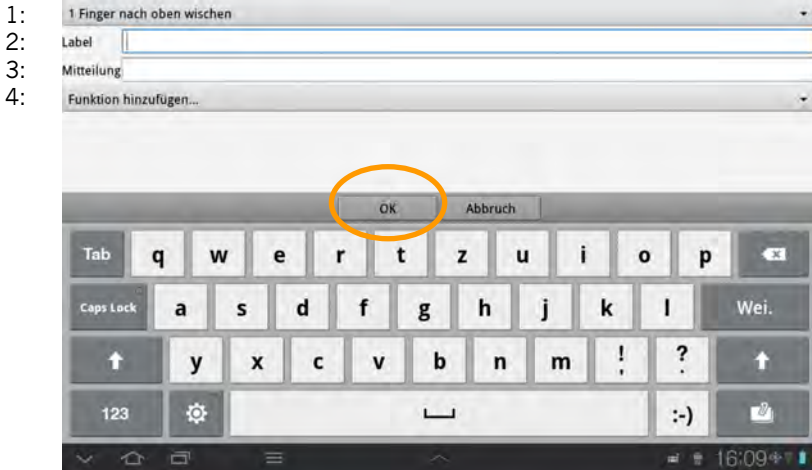 1: 1 Finger nach oben wischen
2: Label
3: Mitteilung
4: Funktion hinzufügen...
OK Abbruch
Tab q w e r t z u i o p
Caps Lock a s d f g h j k l Wei.
y x c v b n m ! , ? .
123 :-)
16:09